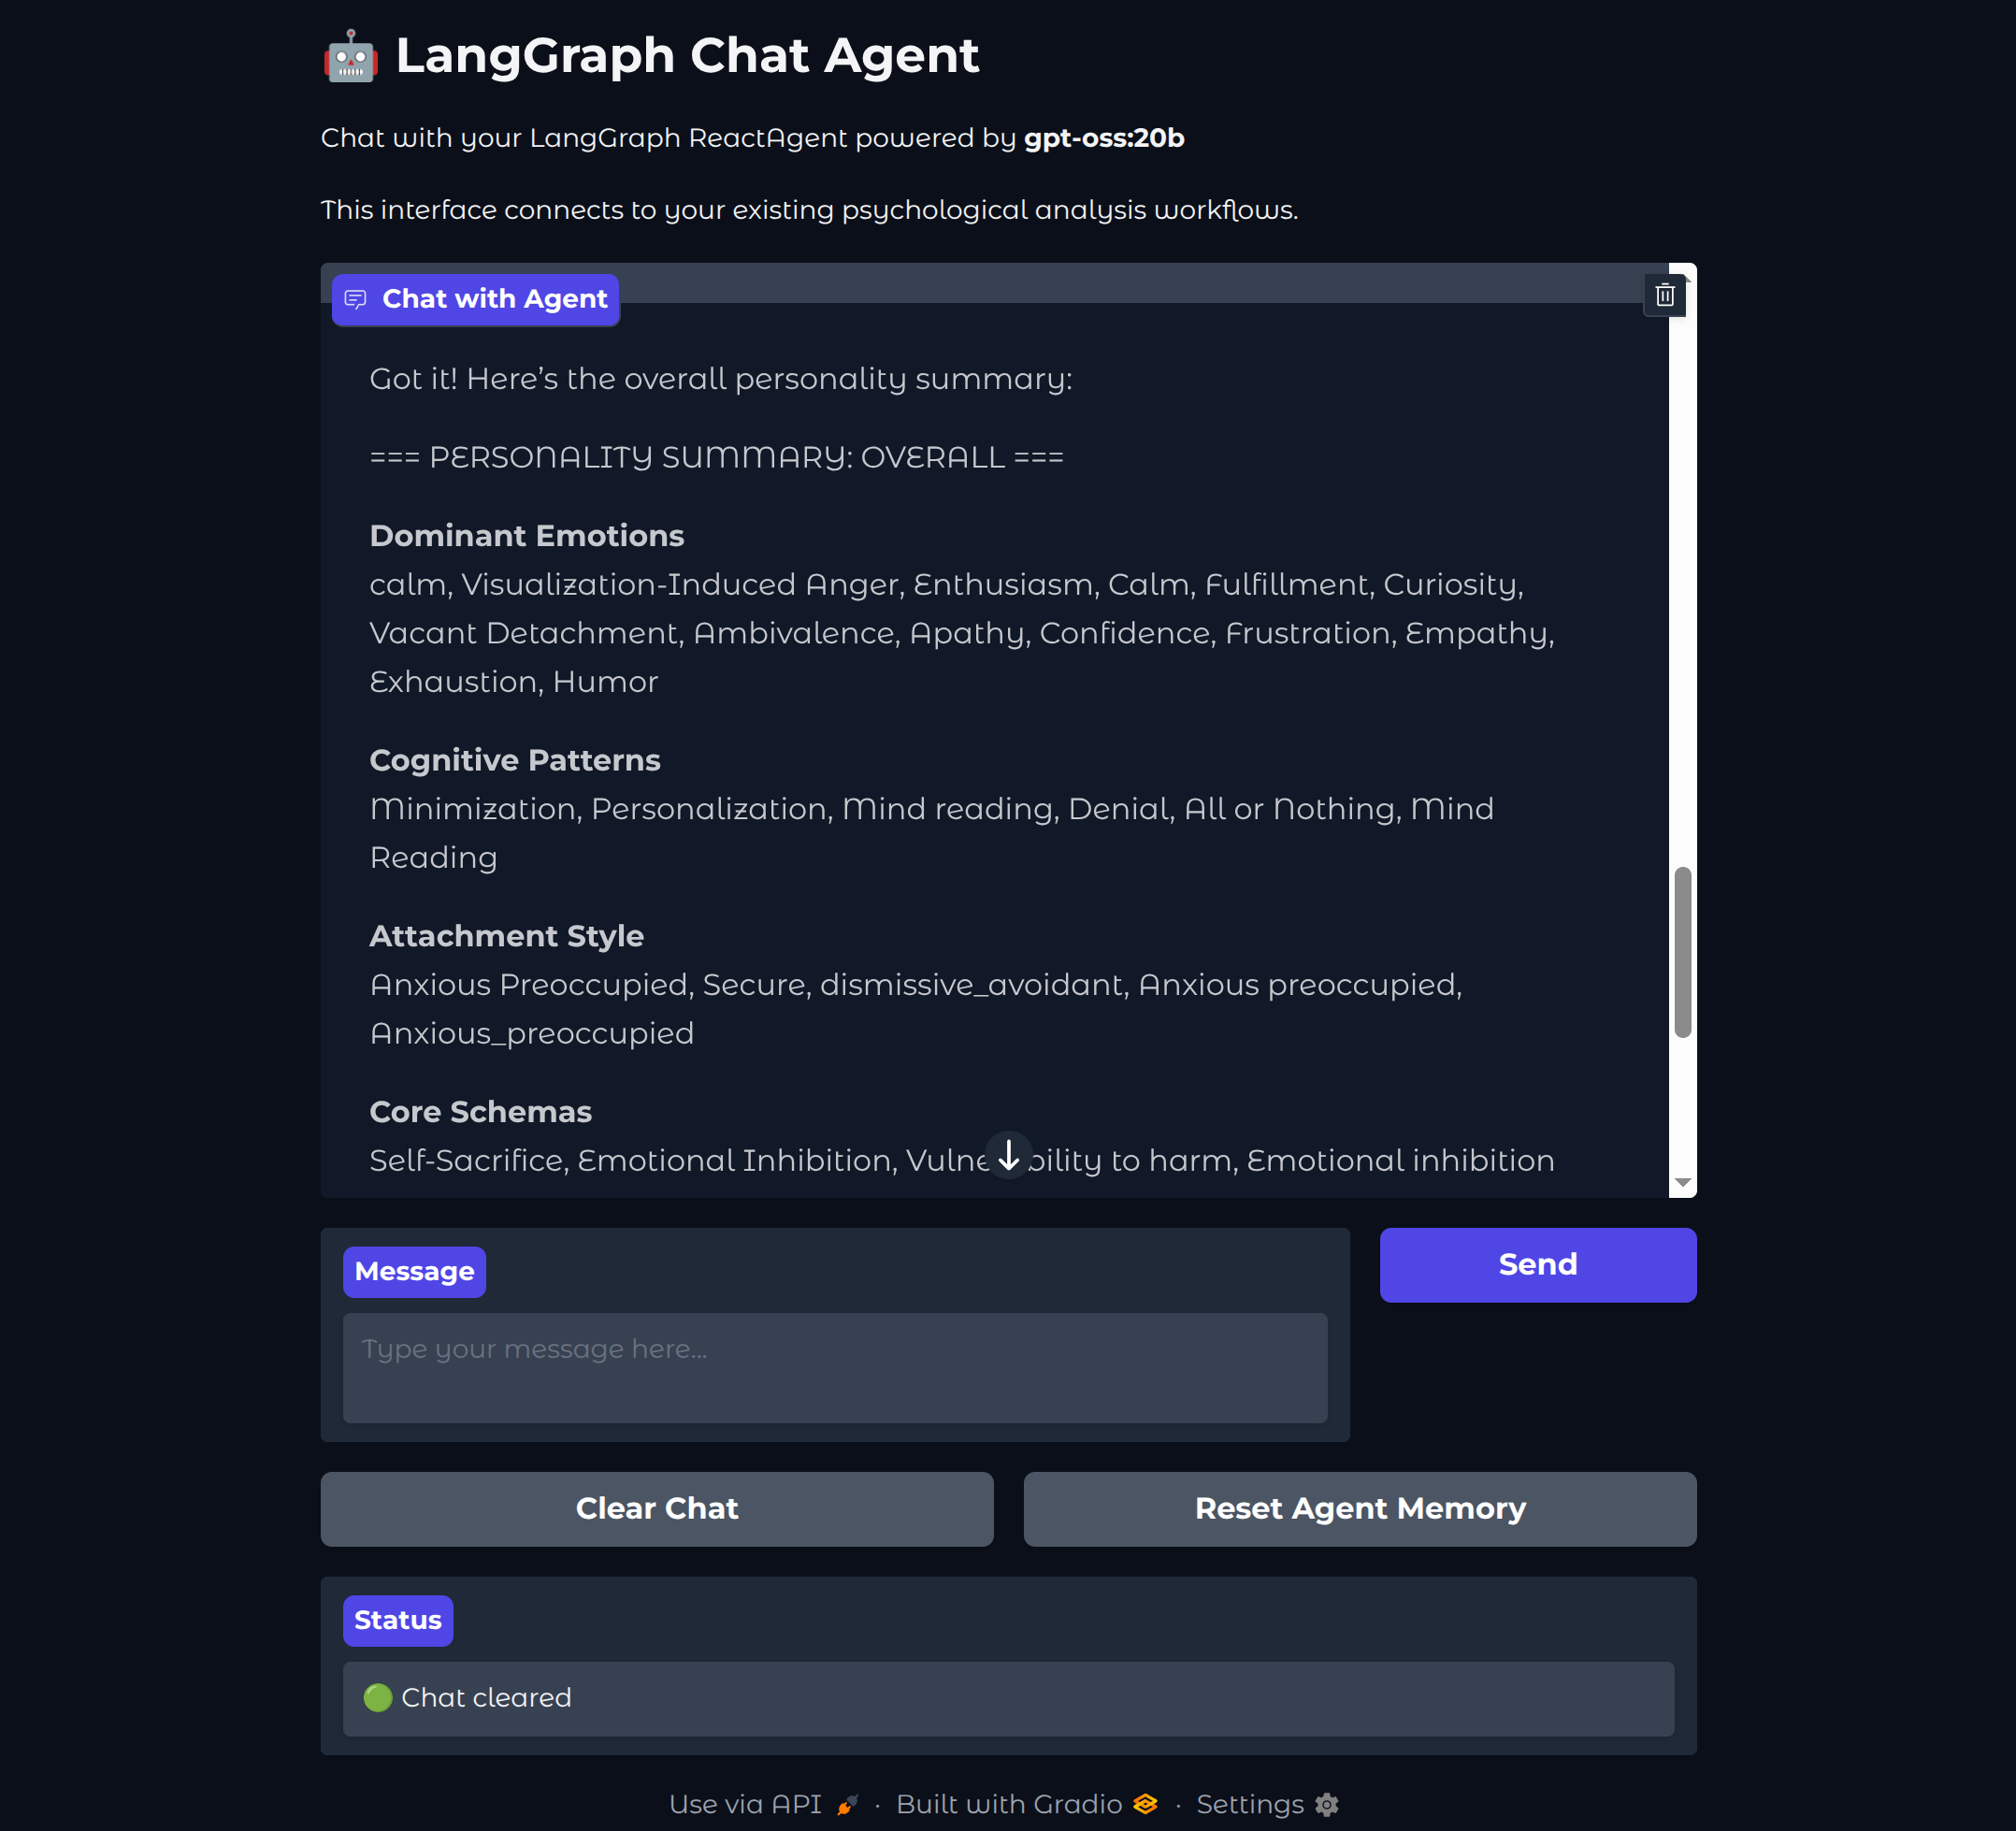 🤖 LangGraph Chat Agent
Chat with your LangGraph ReactAgent powered by gpt-oss:20b
This interface connects to your existing psychological analysis workflows.
Chat with Agent
Got it! Here’s the overall personality summary:
=== PERSONALITY SUMMARY: OVERALL ===
Dominant Emotions
calm, Visualization-Induced Anger, Enthusiasm, Calm, Fulfillment, Curiosity,
Vacant Detachment, Ambivalence, Apathy, Confidence, Frustration, Empathy,
Exhaustion, Humor
Cognitive Patterns
Minimization, Personalization, Mind reading, Denial, All or Nothing, Mind
Reading
Attachment Style
Anxious Preoccupied, Secure, dismissive_avoidant, Anxious preoccupied,
Anxious_preoccupied
Core Schemas
Self-Sacrifice, Emotional Inhibition, Vulnerability to harm, Emotional inhibition
Message
Send
Type your message here...
Clear Chat
Reset Agent Memory
Status
🟢 Chat cleared
Use via API · Built with Gradio · Settings